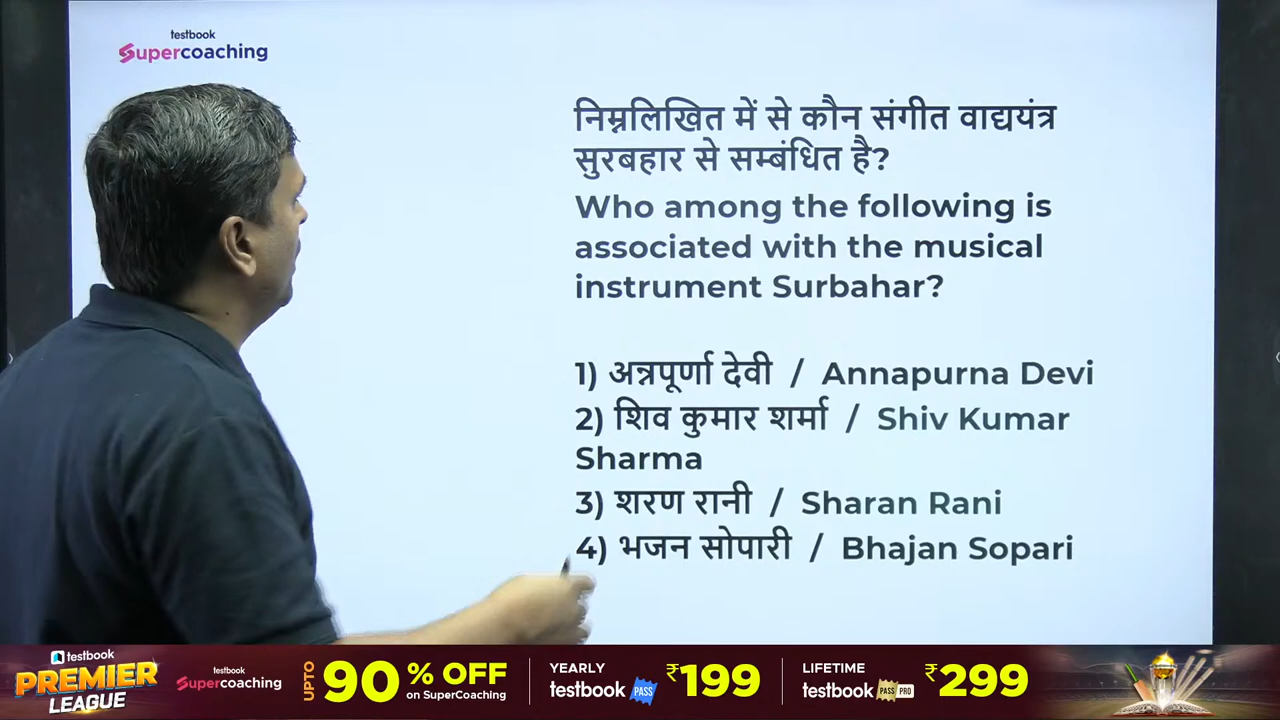 testbook
Supercoaching
निम्नलिखित में से कौन संगीत वाद्ययंत्र
सुरबहार से सम्बंधित है?
Who among the following is
associated with the musical
instrument Surbahar?
1) अन्नपूर्णा देवी / Annapurna Devi
2) शिव कुमार शर्मा / Shiv Kumar
Sharma
3) शरण रानी / Sharan Rani
4) भजन सोपारी / Bhajan Sopari
testbook
PREMIER
LEAGUE
testbook
Supercoaching
UPTO 90% OFF
on SuperCoaching
YEARLY
testbook PASS
₹199
LIFETIME
testbook PASS PRO
₹299